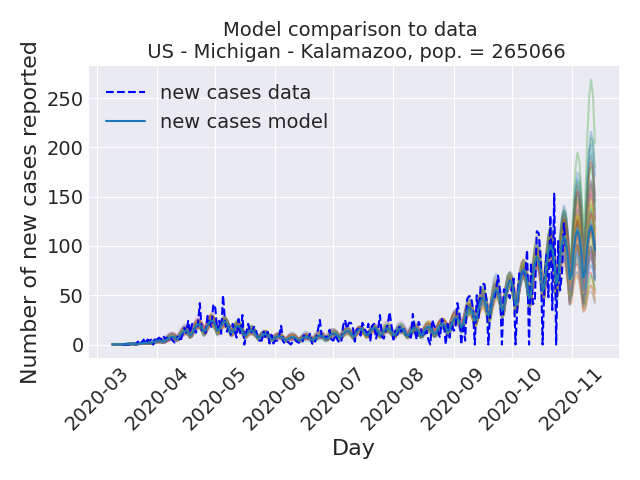 Model comparison to data
US - Michigan - Kalamazoo, pop. = 265066
new cases data
new cases model
Number of new cases reported
250
200
150
100
50
0
2020-03
2020-04
2020-05
2020-06
2020-07
2020-08
2020-09
2020-10
2020-11
Day